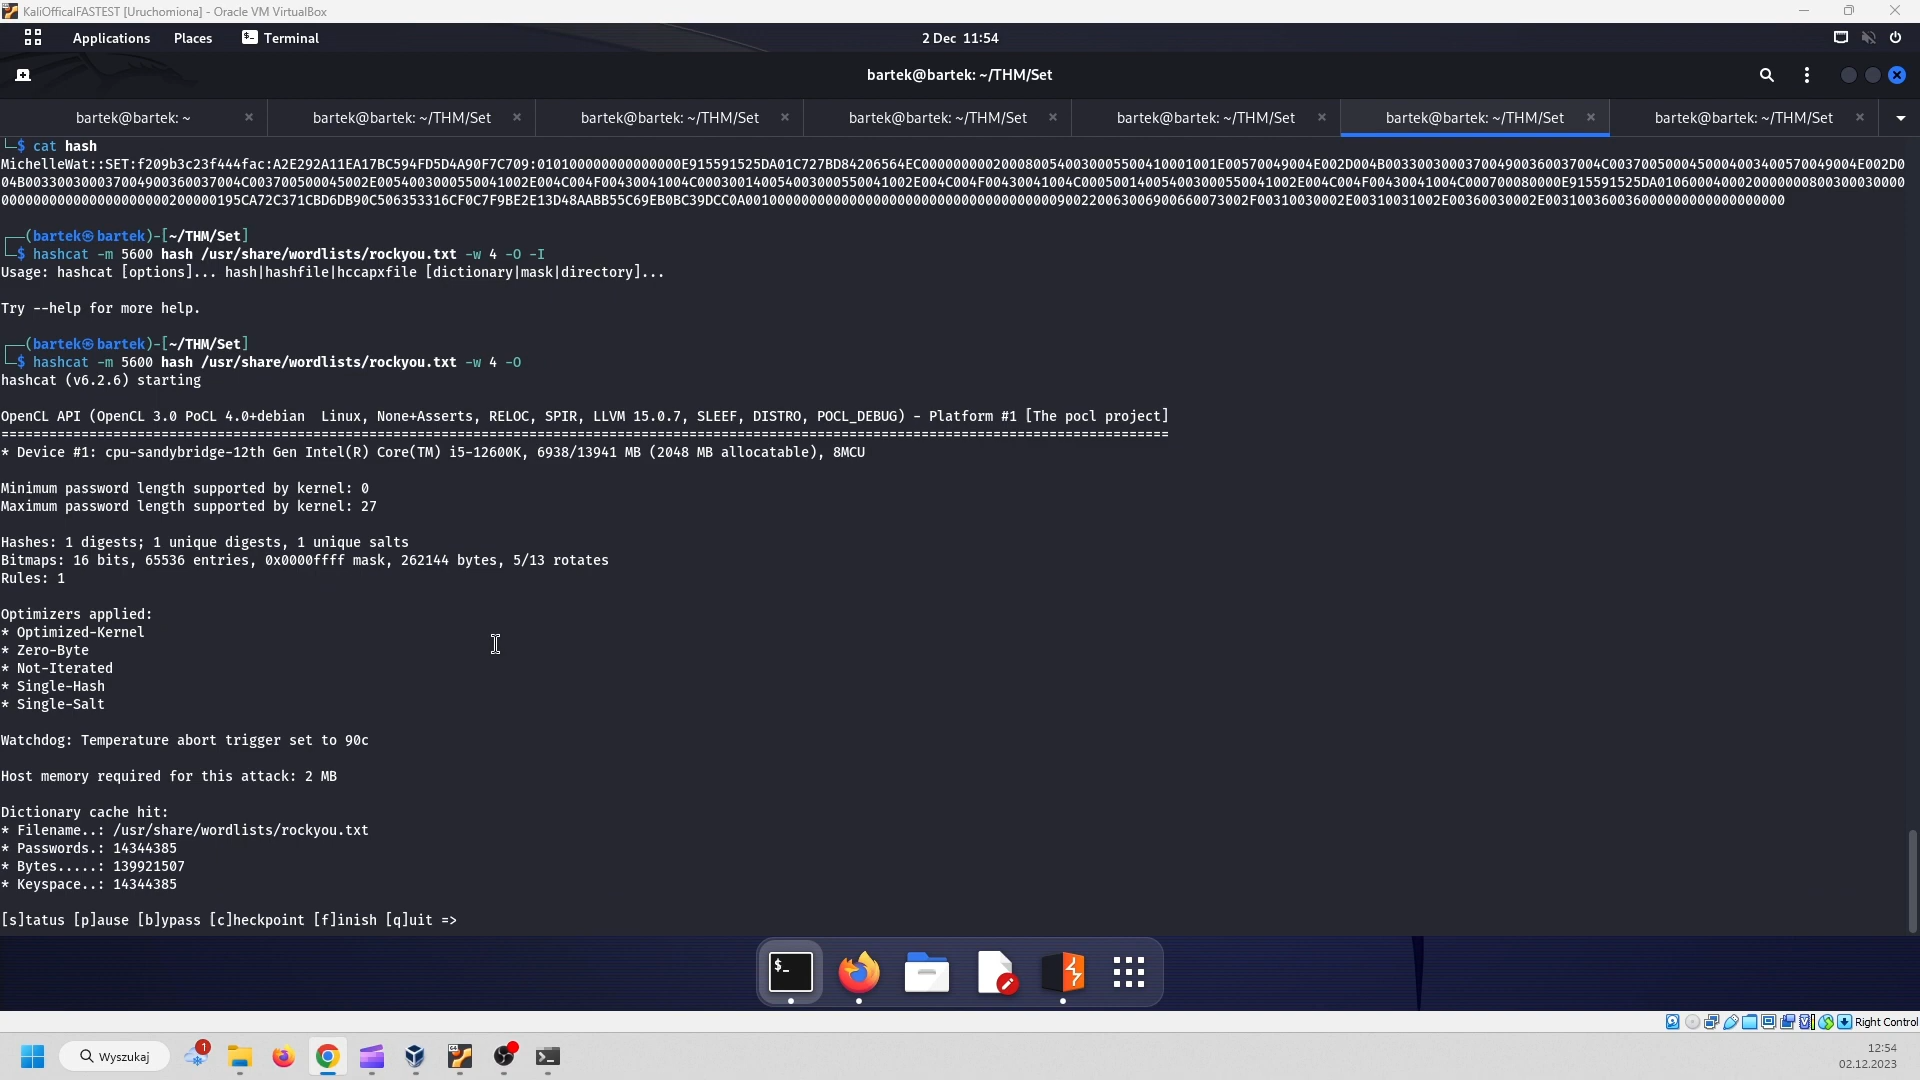 KaliOfficalFASTEST [Uruchomiona] - Oracle VM VirtualBox
Applications Places Terminal 2 Dec 11:54
bartek@bartek: ~/THM/Set
bartek@bartek: ~ bartek@bartek: ~/THM/Set bartek@bartek: ~/THM/Set bartek@bartek: ~/THM/Set bartek@bartek: ~/THM/Set bartek@bartek: ~/THM/Set bartek@bartek: ~/THM/Set
└─$ cat hash
┌──(bartek㉿bartek)-[~/THM/Set]
└─$ hashcat -m 5600 hash /usr/share/wordlists/rockyou.txt -w 4 -O -I
Usage: hashcat [options]... hash|hashfile|hccapxfile [dictionary|mask|directory]...
Try --help for more help.
┌──(bartek㉿bartek)-[~/THM/Set]
└─$ hashcat -m 5600 hash /usr/share/wordlists/rockyou.txt -w 4 -O
hashcat (v6.2.6) starting
OpenCL API (OpenCL 3.0 PoCL 4.0+debian  Linux, None+Asserts, RELOC, SPIR, LLVM 15.0.7, SLEEF, DISTRO, POCL_DEBUG) - Platform #1 [The pocl project]
==================================================================================================================================================
* Device #1: cpu-sandybridge-12th Gen Intel(R) Core(TM) i5-12600K, 6938/13941 MB (2048 MB allocatable), 8MCU
Minimum password length supported by kernel: 0
Maximum password length supported by kernel: 27
Hashes: 1 digests; 1 unique digests, 1 unique salts
Bitmaps: 16 bits, 65536 entries, 0x0000ffff mask, 262144 bytes, 5/13 rotates
Rules: 1
Optimizers applied:
* Optimized-Kernel
* Zero-Byte
* Not-Iterated
* Single-Hash
* Single-Salt
Watchdog: Temperature abort trigger set to 90c
Host memory required for this attack: 2 MB
Dictionary cache hit:
* Filename..: /usr/share/wordlists/rockyou.txt
* Passwords.: 14344385
* Bytes.....: 139921507
* Keyspace..: 14344385
[s]tatus [p]ause [b]ypass [c]heckpoint [f]inish [q]uit =>
Right Control
1
Wyszukaj
12:54
02.12.2023